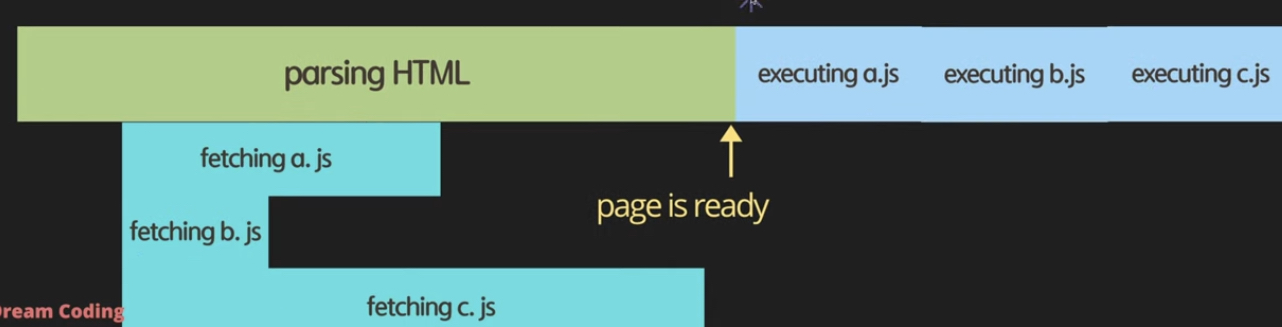 parsing HTML
executing a.js
executing b.js
executing c.js
fetching a. js
page is ready
fetching b. js
fetching c. js
Dream Coding